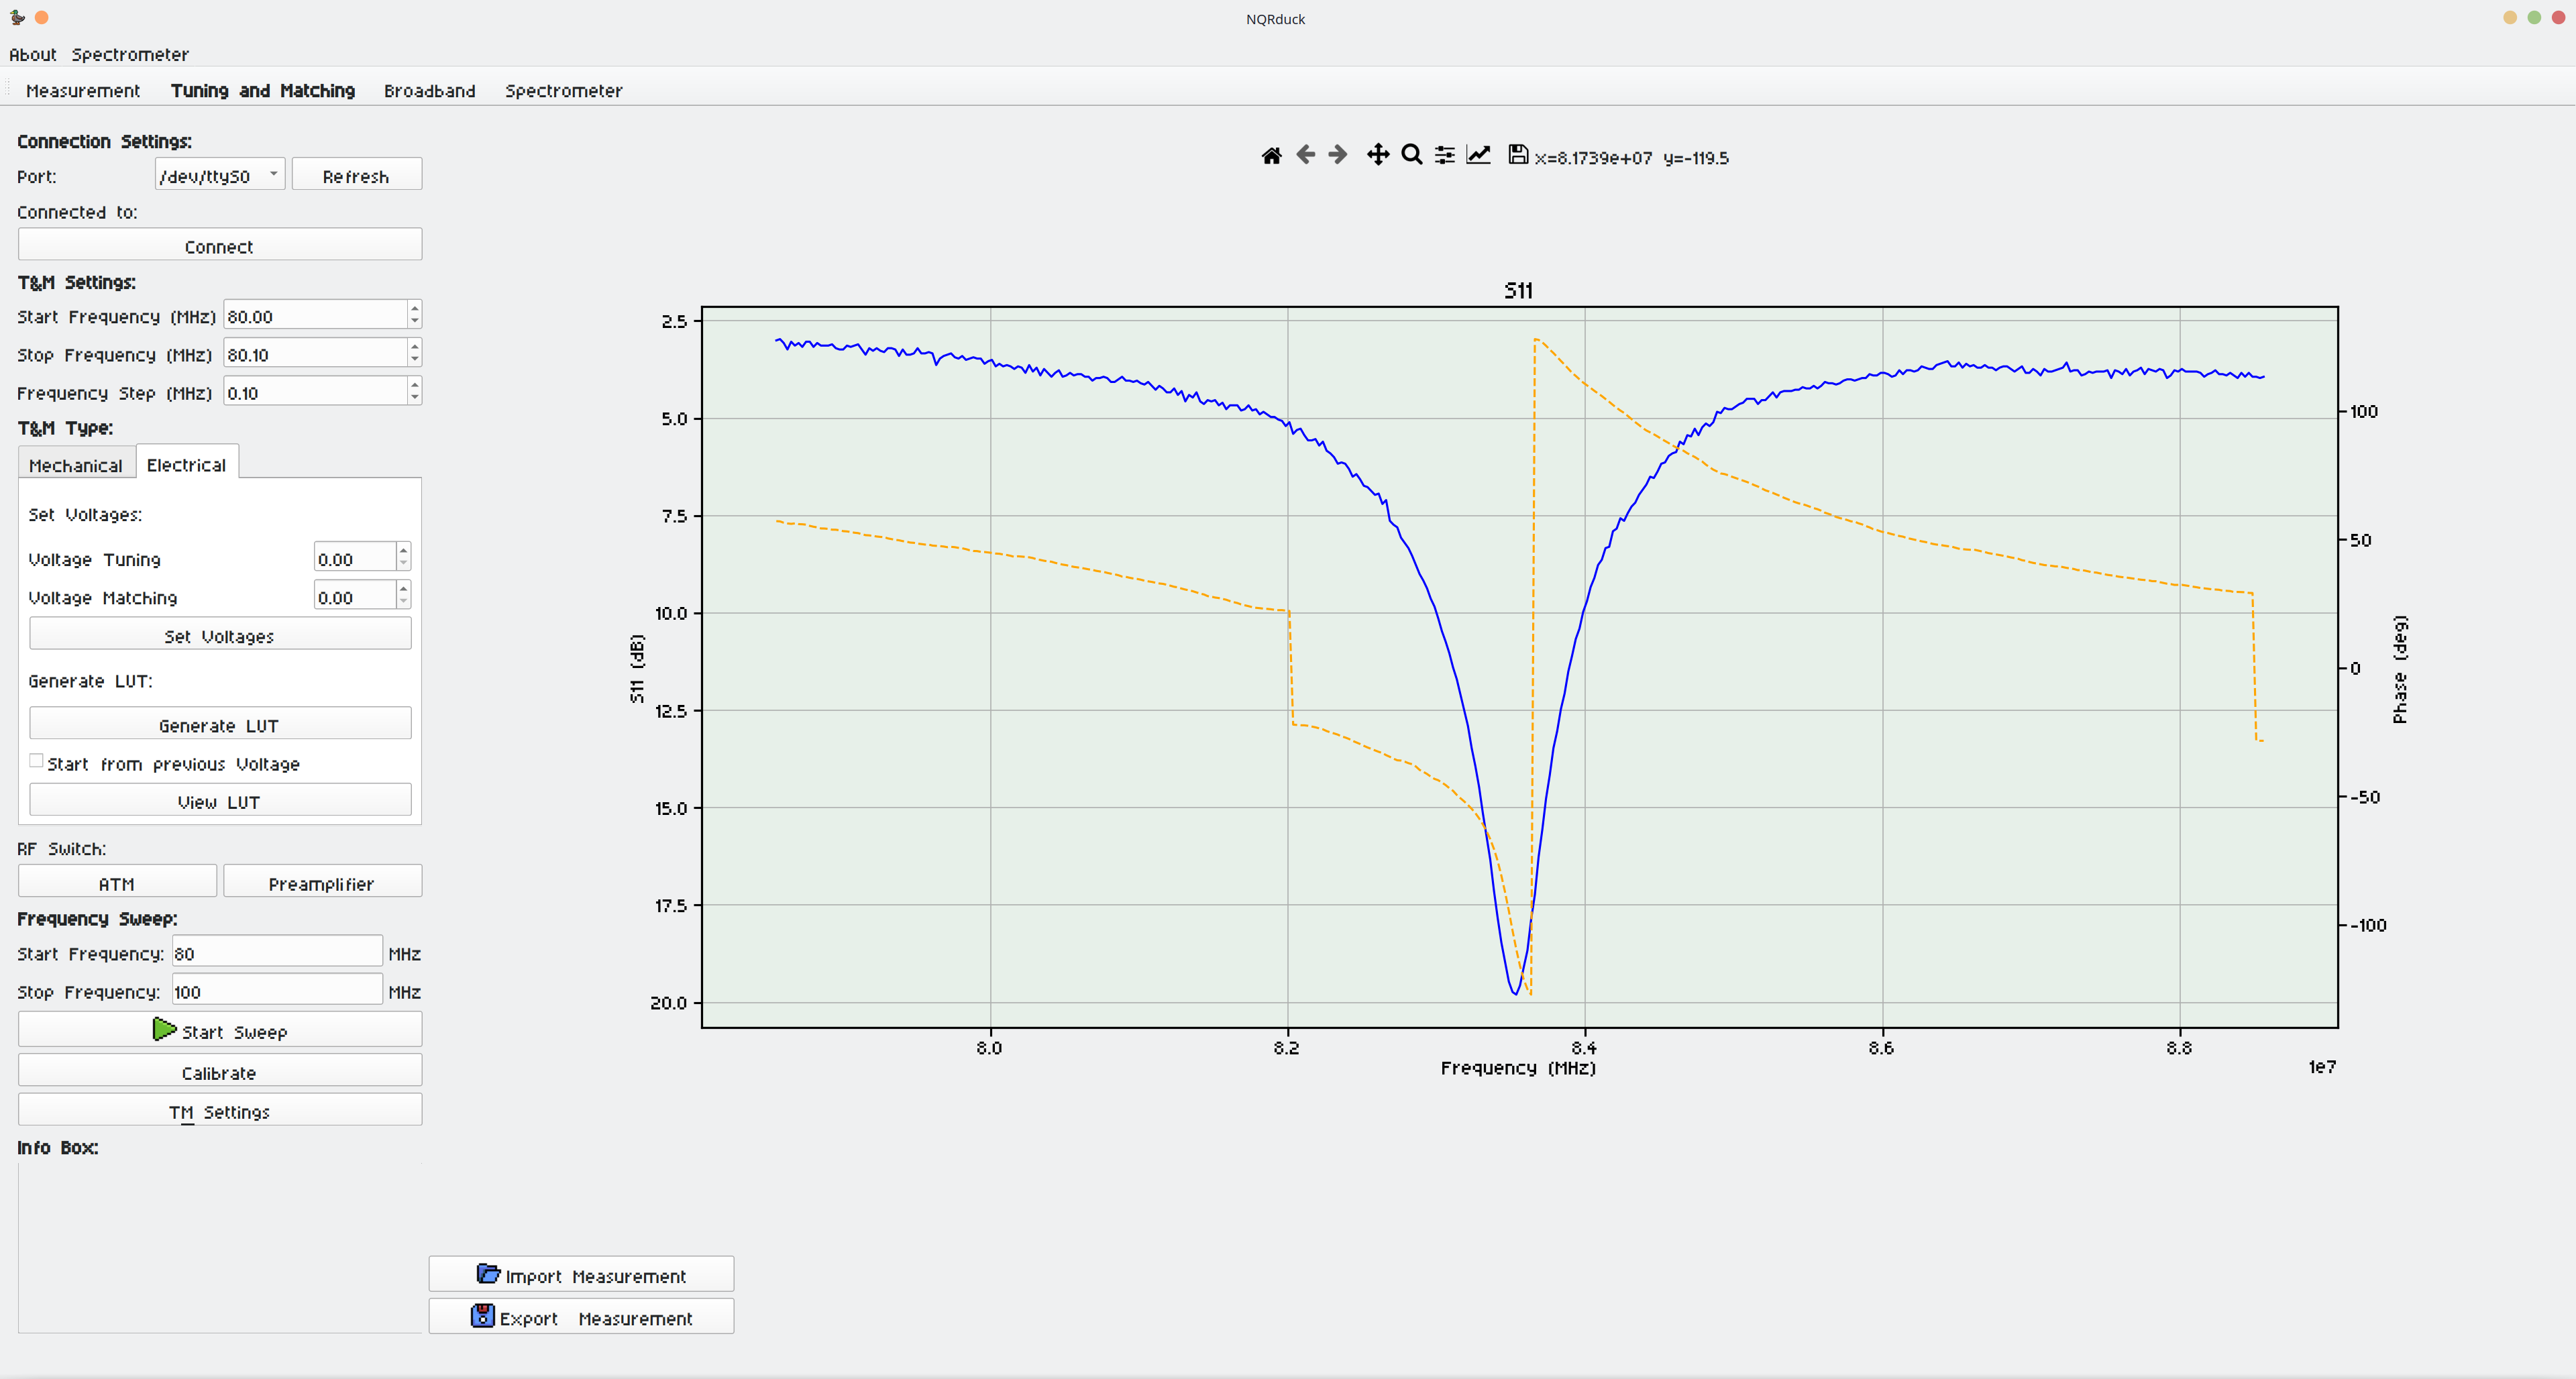 NQRduck
About Spectrometer
Measurement Tuning and Matching Broadband Spectrometer
Connection Settings:
Port: /dev/ttyS0 Refresh
Connected to:
Connect
T&M Settings:
Start Frequency (MHz) 80.00
Stop Frequency (MHz) 80.10
Frequency Step (MHz) 0.10
T&M Type:
Mechanical Electrical
Set Voltages:
Voltage Tuning 0.00
Voltage Matching 0.00
Set Voltages
Generate LUT:
Generate LUT
Start from previous Voltage
View LUT
RF Switch:
ATM Preamplifier
Frequency Sweep:
Start Frequency: 80 MHz
Stop Frequency: 100 MHz
Start Sweep
Calibrate
TM Settings
Info Box:
x=8.1739e+07 y=-119.5
S11
2.5
5.0
7.5
10.0
12.5
15.0
17.5
20.0
S11 (dB)
100
50
0
-50
-100
Phase (deg)
8.0 8.2 8.4 8.6 8.8
Frequency (MHz)
1e7
Import Measurement
Export Measurement